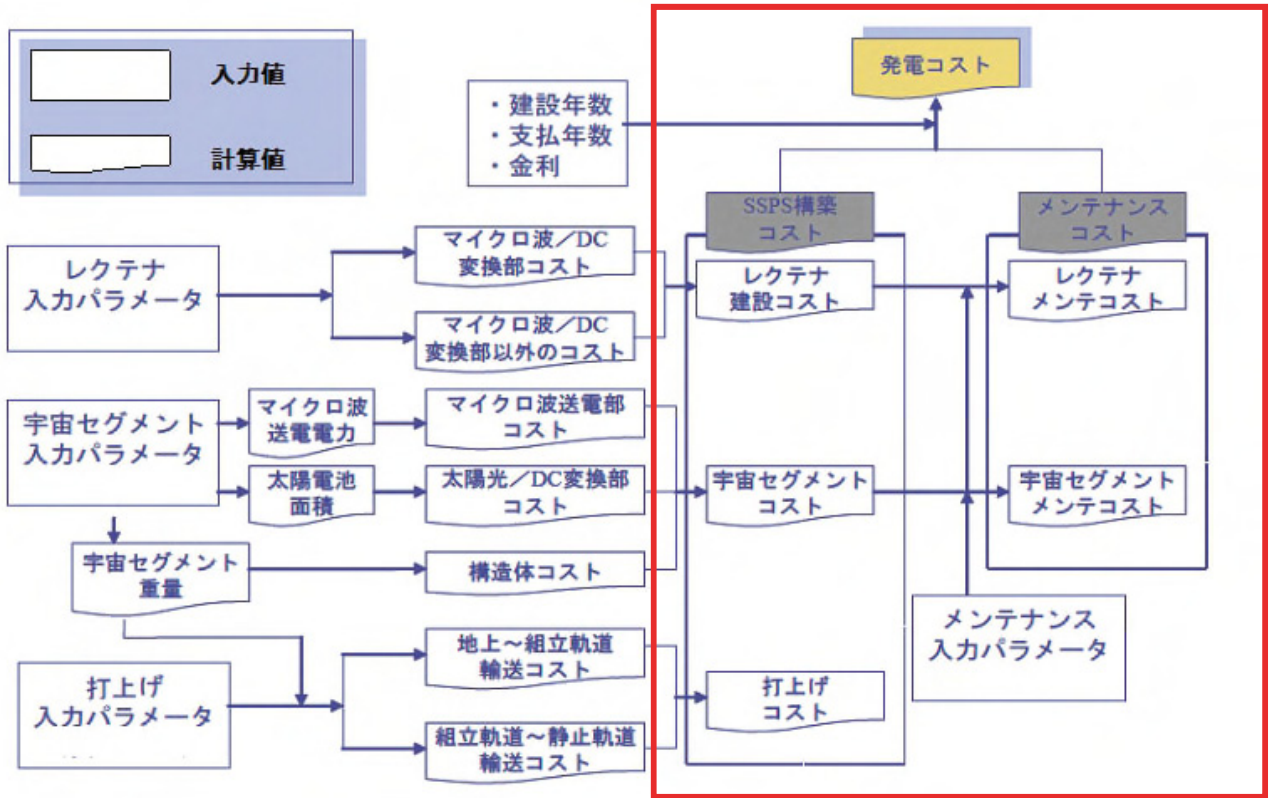 入力値
計算値
・建設年数
・支払年数
・金利
発電コスト
SSPS構築
コスト
メンテナンス
コスト
レクテナ
入力パラメータ
マイクロ波／DC
変換部コスト
マイクロ波／DC
変換部以外のコスト
レクテナ
建設コスト
レクテナ
メンテコスト
宇宙セグメント
入力パラメータ
マイクロ波
送電電力
マイクロ波送電部
コスト
太陽電池
面積
太陽光／DC変換部
コスト
宇宙セグメント
コスト
宇宙セグメント
メンテコスト
宇宙セグメント
重量
構造体コスト
メンテナンス
入力パラメータ
打上げ
入力パラメータ
地上～組立軌道
輸送コスト
組立軌道～静止軌道
輸送コスト
打上げ
コスト